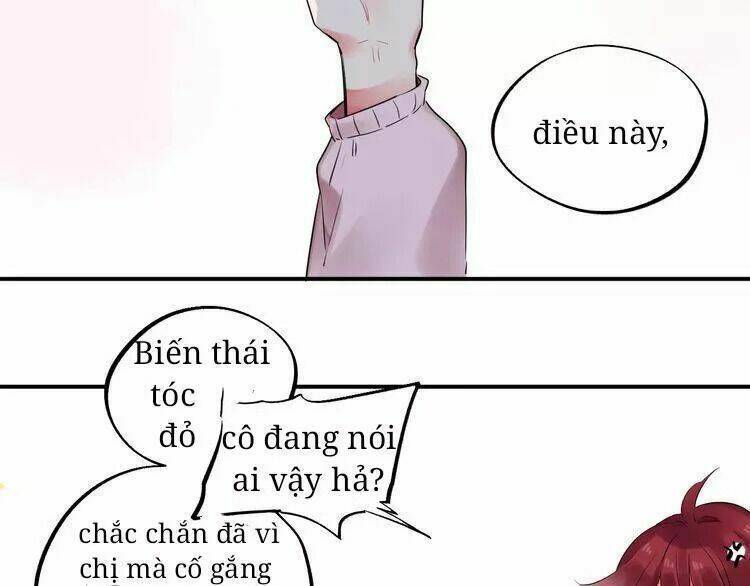 điều này,
Biến thái
tóc
đỏ
cô đang nói
ai vậy hả?
chắc chắn đã vì
chị mà cố gắng